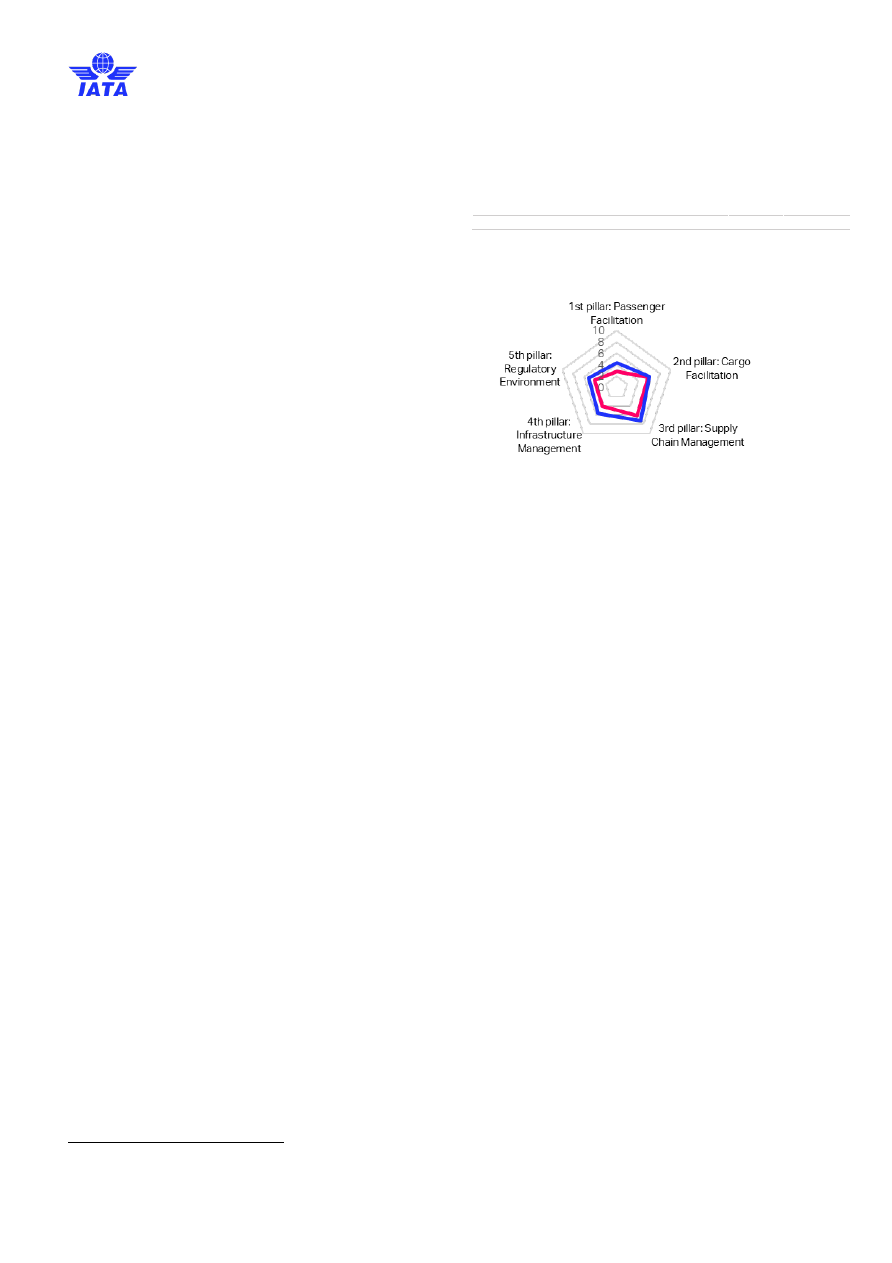 IATA
1st pillar: Passenger
Facilitation
10
8
6
4
0
2nd pillar: Cargo
Facilitation
3rd pillar: Supply
Chain Management
4th pillar:
Infrastructure
Management
5th pillar:
Regulatory
Environment